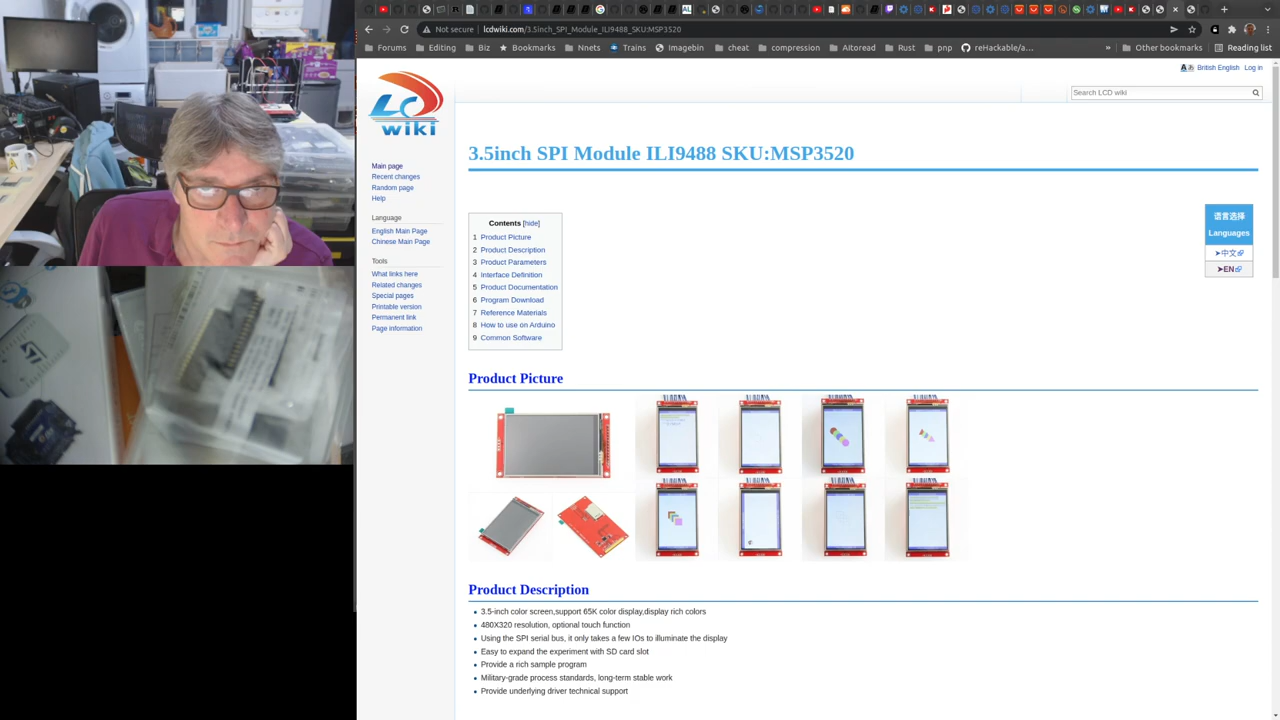 Not secure
lcdwiki.com/3.5inch_SPI_Module_ILI9488_SKU:MSP3520
Forums
Editing
Biz
Bookmarks
Nnets
Trains
Imagebin
cheat
compression
Aitorpazos Bost
pnp
deleteable/a...
»
Other bookmarks
Reading list
LC
wiki
British English
Log in
Search LCD wiki
Main page
Recent changes
Random page
Help
Language
English Main Page
Chinese Main Page
Tools
What links here
Related changes
Special pages
Printable version
Permanent link
Page information
3.5inch SPI Module ILI9488 SKU:MSP3520
语言选择
Languages
➤中文
➤EN
Contents [hide]
1 Product Picture
2 Product Description
3 Product Parameters
4 Interface Definition
5 Product Documentation
6 Program Download
7 Reference Materials
8 How to use on Arduino
9 Common Software
Product Picture
Product Description
3.5-inch color screen,support 65K color display,display rich colors
480X320 resolution, optional touch function
Using the SPI serial bus, it only takes a few IOs to illuminate the display
Easy to expand the experiment with SD card slot
Provide a rich sample program
Military-grade process standards, long-term stable work
Provide underlying driver technical support